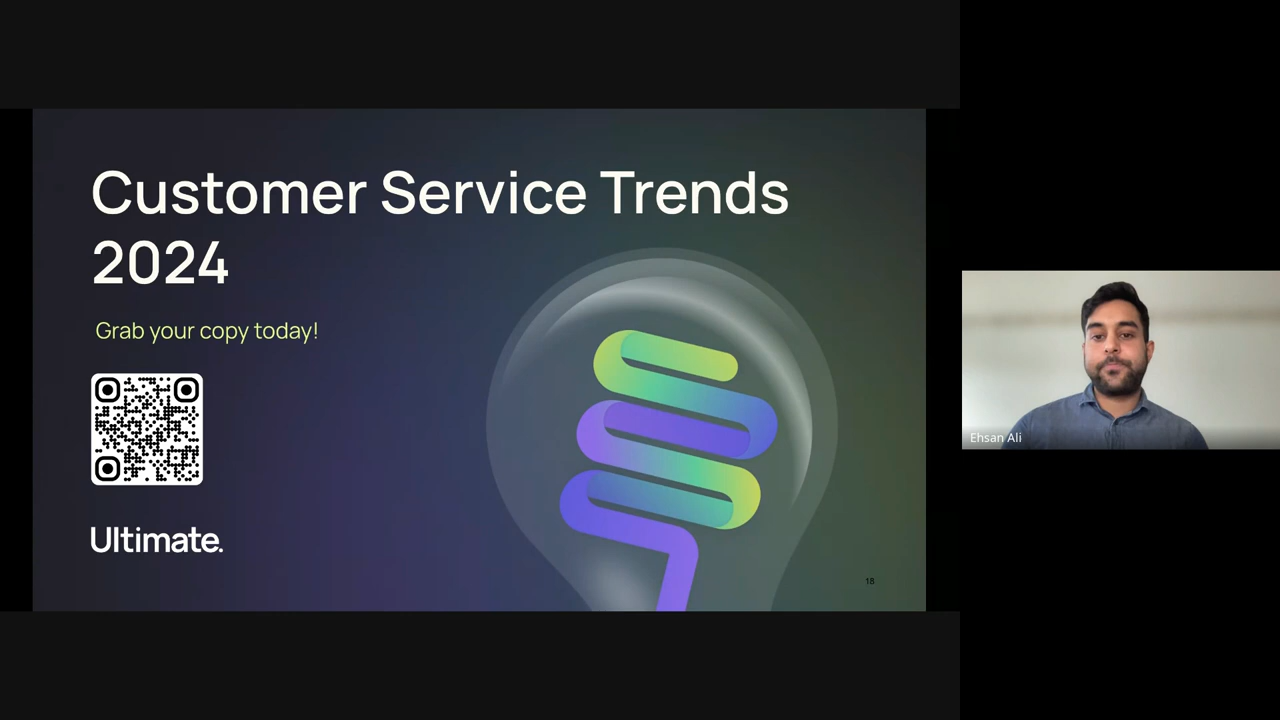 Customer Service Trends
2024
Grab your copy today!
Ultimate.
18
Ehsan Ali